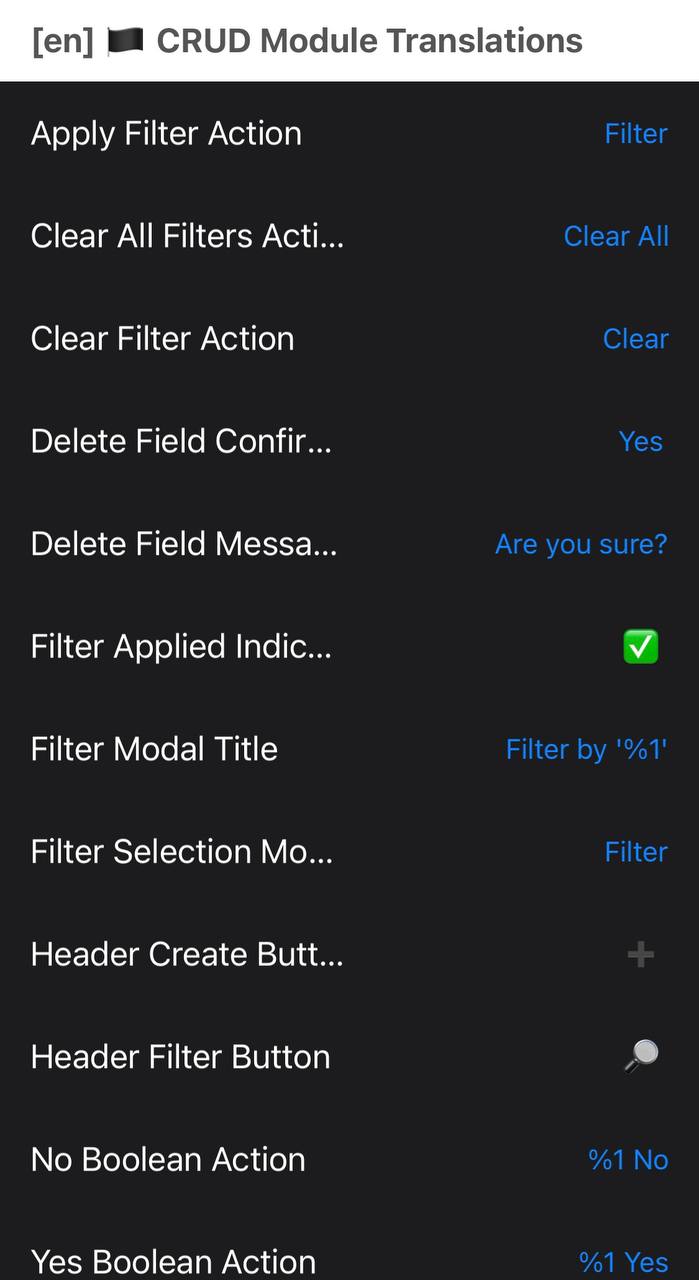 [en] 🏴 CRUD Module Translations
Apply Filter Action Filter
Clear All Filters Acti... Clear All
Clear Filter Action Clear
Delete Field Confir... Yes
Delete Field Messa... Are you sure?
Filter Applied Indic... ✅
Filter Modal Title Filter by '%1'
Filter Selection Mo... Filter
Header Create Butt... ➕
Header Filter Button 🔎
No Boolean Action %1 No
Yes Boolean Action %1 Yes